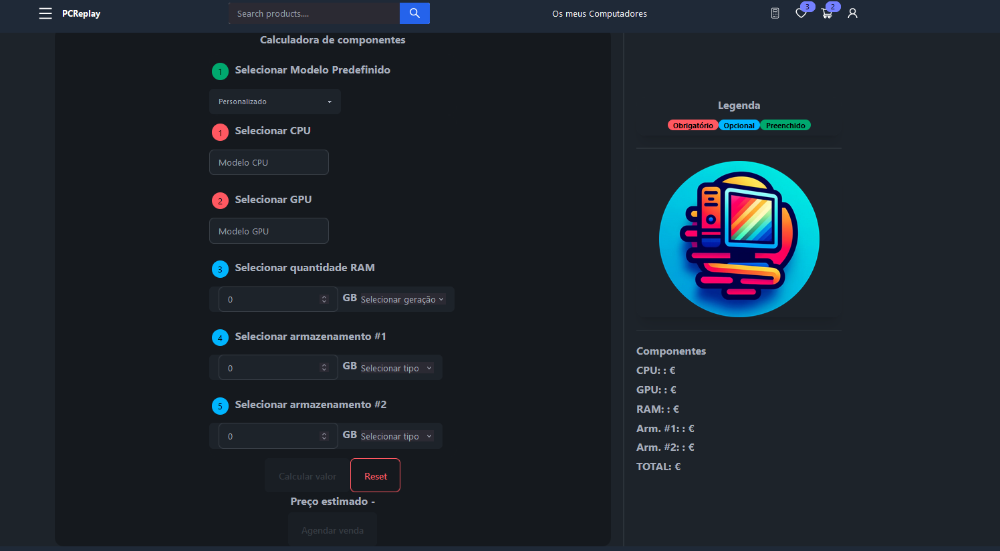 PCReplay
Search products....
Os meus Computadores
3
2
Calculadora de componentes
1 Selecionar Modelo Predefinido
Personalizado
1 Selecionar CPU
Modelo CPU
2 Selecionar GPU
Modelo GPU
3 Selecionar quantidade RAM
0 GB Selecionar geração
4 Selecionar armazenamento #1
0 GB Selecionar tipo
5 Selecionar armazenamento #2
0 GB Selecionar tipo
Calcular valor Reset
Preço estimado -
Agendar venda
Legenda
Obrigatório Opcional Preenchido
Componentes
CPU: : €
GPU: : €
RAM: : €
Arm. #1: : €
Arm. #2: : €
TOTAL: €